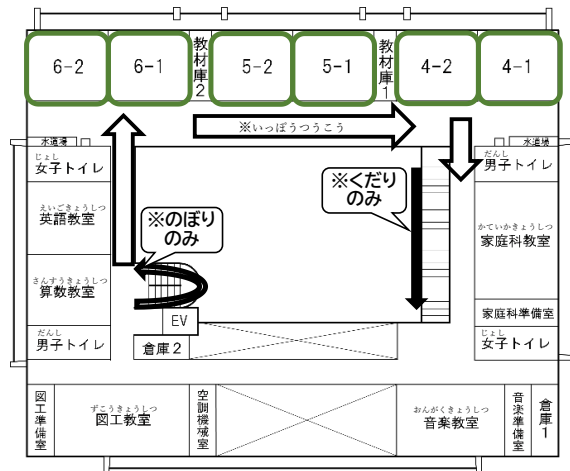 6-2
6-1
教材庫2
5-2
5-1
教材庫1
4-2
4-1
※いっぽうつうこう
水道場
水道場
じょし
女子トイレ
だんし
男子トイレ
※くだり
のみ
えいごきょうしつ
英語教室
※のぼり
のみ
かていかきょうしつ
家庭科教室
さんすうきょうしつ
算数教室
EV
家庭科準備室
だんし
男子トイレ
倉庫2
じょし
女子トイレ
図工準備室
ずこうきょうしつ
図工教室
空調機械室
おんがくきょうしつ
音楽教室
音楽準備室
倉庫1